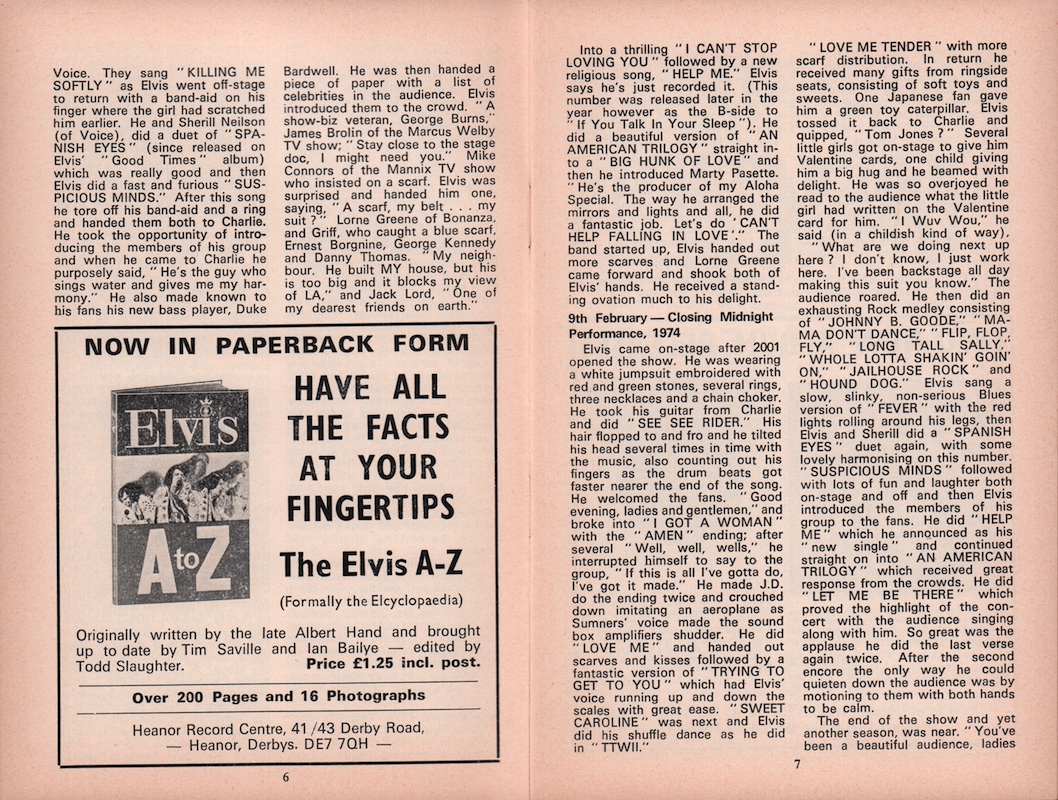 Voice. They sang "KILLING ME
SOFTLY" as Elvis went off-stage
to return with a band-aid on his
finger where the girl had scratched
him earlier. He and Sherill Neilson
(of Voice), did a duet of "SPA-
NISH EYES" (since released on
Elvis' "Good Times" album)
which was really good and then
Elvis did a fast and furious "SUS-
PICIOUS MINDS." After this song
he tore off his band-aid and a ring
and handed them both to Charlie.
He took the opportunity of intro-
ducing the members of his group
and when he came to Charlie he
purposely said, "He's the guy who
sings water and gives me my har-
mony." He also made known to
his fans his new bass player, Duke
Bardwell. He was then handed a
piece of paper with a list of
celebrities in the audience. Elvis
introduced them to the crowd. "A
show-biz veteran, George Burns,"
James Brolin of the Marcus Welby
TV show; "Stay close to the stage
doc, I might need you." Mike
Connors of the Mannix TV show
who insisted on a scarf. Elvis was
surprised and handed him one,
saying, "A scarf, my belt . . . my
suit?" Lorne Greene of Bonanza,
and Griff, who caught a blue scarf,
Ernest Borgnine, George Kennedy
and Danny Thomas. "My neigh-
bour. He built MY house, but his
is too big and it blocks my view
of LA," and Jack Lord, "One of
my dearest friends on earth."
NOW IN PAPERBACK FORM
Elvis
A to Z
HAVE ALL
THE FACTS
AT YOUR
FINGERTIPS
The Elvis A-Z
(Formally the Elcyclopaedia)
Originally written by the late Albert Hand and brought
up to date by Tim Saville and Ian Bailye — edited by
Todd Slaughter. Price £1.25 incl. post.
Over 200 Pages and 16 Photographs
Heanor Record Centre, 41/43 Derby Road,
— Heanor, Derbys. DE7 7QH —
6
Into a thrilling "I CAN'T STOP
LOVING YOU" followed by a new
religious song, "HELP ME." Elvis
says he's just recorded it. (This
number was released later in the
year however as the B-side to
"If You Talk In Your Sleep"). He
did a beautiful version of "AN
AMERICAN TRILOGY" straight in-
to a "BIG HUNK OF LOVE" and
then he introduced Marty Pasette.
"He's the producer of my Aloha
Special. The way he arranged the
mirrors and lights and all, he did
a fantastic job. Let's do 'CAN'T
HELP FALLING IN LOVE'." The
band started up, Elvis handed out
more scarves and Lorne Greene
came forward and shook both of
Elvis' hands. He received a stand-
ing ovation much to his delight.
9th February — Closing Midnight
Performance, 1974
Elvis came on-stage after 2001
opened the show. He was wearing
a white jumpsuit embroidered with
red and green stones, several rings,
three necklaces and a chain choker.
He took his guitar from Charlie
and did "SEE SEE RIDER." His
hair flopped to and fro and he tilted
his head several times in time with
the music, also counting out his
fingers as the drum beats got
faster nearer the end of the song.
He welcomed the fans. "Good
evening, ladies and gentlemen," and
broke into "I GOT A WOMAN"
with the "AMEN" ending; after
several "Well, well, wells," he
interrupted himself to say to the
group, "If this is all I've gotta do,
I've got it made." He made J.D.
do the ending twice and crouched
down imitating an aeroplane as
Sumners' voice made the sound
box amplifiers shudder. He did
"LOVE ME" and handed out
scarves and kisses followed by a
fantastic version of "TRYING TO
GET TO YOU" which had Elvis'
voice running up and down the
scales with great ease. "SWEET
CAROLINE" was next and Elvis
did his shuffle dance as he did
in "TTWII."
"LOVE ME TENDER" with more
scarf distribution. In return he
received many gifts from ringside
seats, consisting of soft toys and
sweets. One Japanese fan gave
him a green toy caterpillar. Elvis
tossed it back to Charlie and
quipped, "Tom Jones?" Several
little girls got on-stage to give him
Valentine cards, one child giving
him a big hug and he beamed with
delight. He was so overjoyed he
read to the audience what the little
girl had written on the Valentine
card for him. "I Wuv Wou," he
said (in a childish kind of way),
"What are we doing next up
here? I don't know, I just work
here. I've been backstage all day
making this suit you know." The
audience roared. He then did an
exhausting Rock medley consisting
of "JOHNNY B. GOODE," "MA-
MA DON'T DANCE," "FLIP, FLOP,
FLY," "LONG TALL SALLY,"
"WHOLE LOTTA SHAKIN' GOIN'
ON," "JAILHOUSE ROCK" and
"HOUND DOG." Elvis sang a
slow, slinky, non-serious Blues
version of "FEVER" with the red
lights rolling around his legs, then
Elvis and Sherill did a "SPANISH
EYES" duet again, with some
lovely harmonising on this number.
"SUSPICIOUS MINDS" followed
with lots of fun and laughter both
on-stage and off and then Elvis
introduced the members of his
group to the fans. He did "HELP
ME" which he announced as his
"new single" and continued
straight on into "AN AMERICAN
TRILOGY" which received great
response from the crowds. He did
"LET ME BE THERE" which
proved the highlight of the con-
cert with the audience singing
along with him. So great was the
applause he did the last verse
again twice. After the second
encore the only way he could
quieten down the audience was by
motioning to them with both hands
to be calm.
The end of the show and yet
another season, was near. "You've
been a beautiful audience, ladies
7